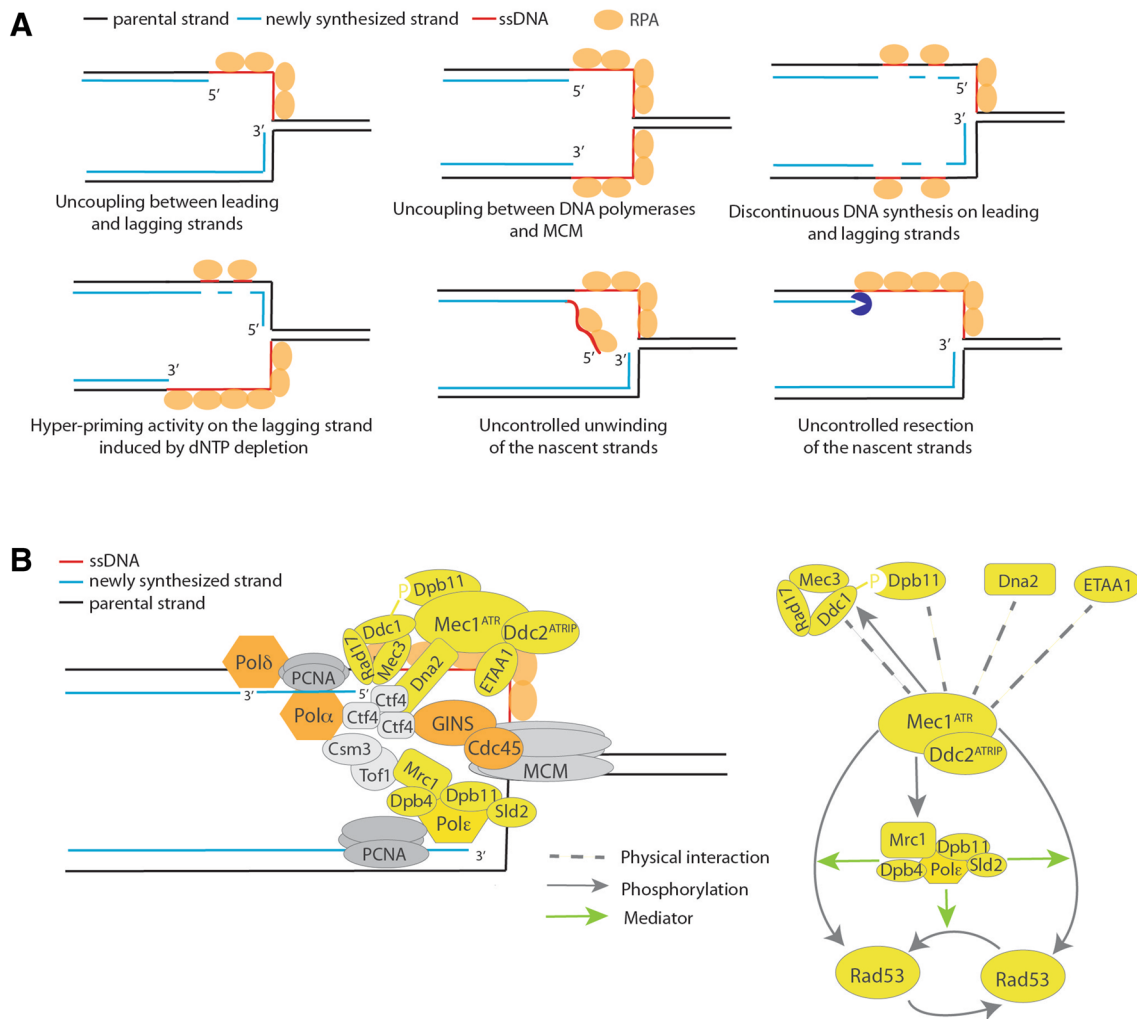 A
parental strand newly synthesized strand ssDNA RPA
5′
3′
Uncoupling between leading
and lagging strands
5′
3′
Uncoupling between DNA polymerases
and MCM
5′
3′
Discontinuous DNA synthesis on leading
and lagging strands
5′
3′
Hyper-priming activity on the lagging strand
induced by dNTP depletion
5′ 3′
Uncontrolled unwinding
of the nascent strands
3′
Uncontrolled resection
of the nascent strands
B
ssDNA
newly synthesized strand
parental strand
P Dpb11
Ddc1 Mec1ATR Ddc2ATRIP
Rad17 Mec3 Dna2 ETAA1
Polδ PCNA
3′ 5′
Polα Ctf4 Ctf4 Ctf4 GINS
Csm3 Tof1 Cdc45 MCM
Mrc1 Dpb4 Dpb11 Sld2
Polε
PCNA 3′
Physical interaction
Phosphorylation
Mediator
Mec3 P Dpb11 Dna2 ETAA1
Rad17 Ddc1
Mec1ATR
Ddc2ATRIP
Mrc1 Dpb11
Dpb4 Polε Sld2
Rad53 Rad53